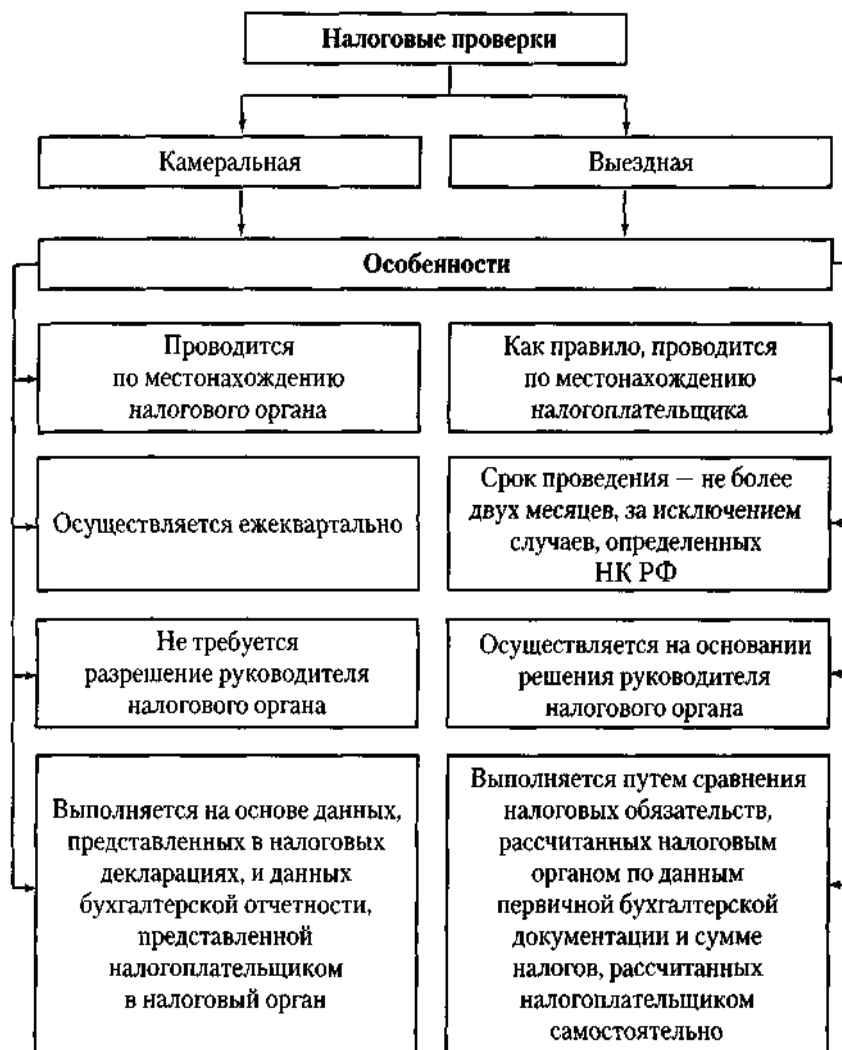 Налоговые проверки
Камеральная
Выездная
Особенности
Проводится
по местонахождению
налогового органа
Как правило, проводится
по местонахождению
налогоплательщика
Осуществляется ежеквартально
Срок проведения — не более
двух месяцев, за исключением
случаев, определенных
НК РФ
Не требуется
разрешение руководителя
налогового органа
Осуществляется на основании
решения руководителя
налогового органа
Выполняется на основе данных,
представленных в налоговых
декларациях, и данных
бухгалтерской отчетности,
представленной
налогоплательщиком
в налоговый орган
Выполняется путем сравнения
налоговых обязательств,
рассчитанных налоговым
органом по данным
первичной бухгалтерской
документации и сумме
налогов, рассчитанных
налогоплательщиком
самостоятельно